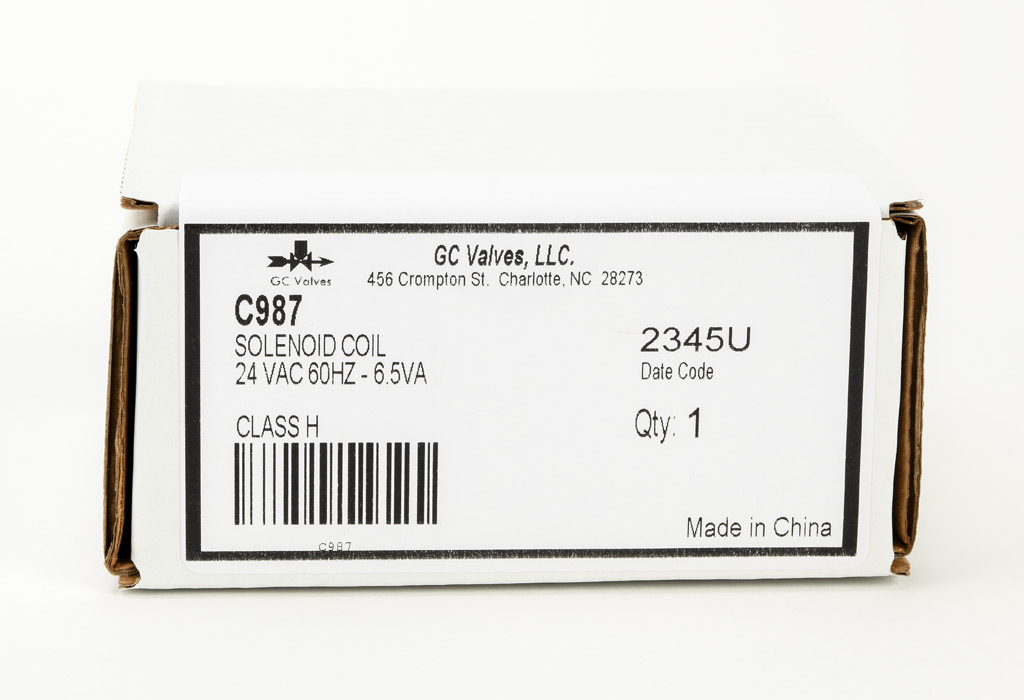 GC Valves, LLC.
GC Valves
456 Crompton St. Charlotte, NC 28273
C987
SOLENOID COIL
24 VAC 60HZ - 6.5VA
2345U
Date Code
CLASS H
Qty: 1
C987
Made in China